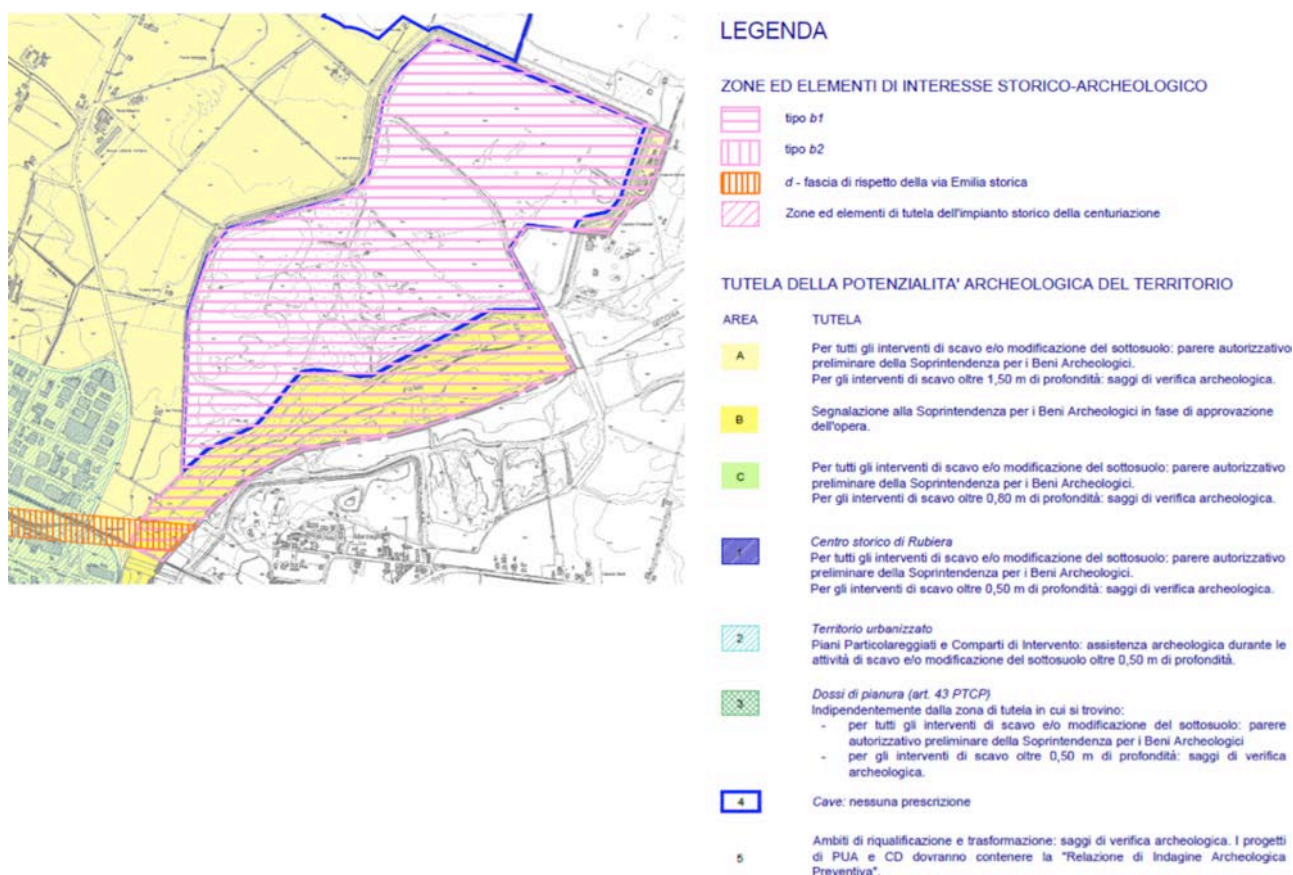 LEGENDA
ZONE ED ELEMENTI DI INTERESSE STORICO-ARCHEOLOGICO
tipo b1
tipo b2
d - fascia di rispetto della via Emilia storica
Zone ed elementi di tutela dell'impianto storico della centuriazione
TUTELA DELLA POTENZIALITA' ARCHEOLOGICA DEL TERRITORIO
AREA TUTELA
A
Per tutti gli interventi di scavo e/o modificazione del sottosuolo: parere autorizzativo
preliminare della Soprintendenza per i Beni Archeologici.
Per gli interventi di scavo oltre 1,50 m di profondità: saggi di verifica archeologica.
B
Segnalazione alla Soprintendenza per i Beni Archeologici in fase di approvazione
dell'opera.
C
Per tutti gli interventi di scavo e/o modificazione del sottosuolo: parere autorizzativo
preliminare della Soprintendenza per i Beni Archeologici.
Per gli interventi di scavo oltre 0,80 m di profondità: saggi di verifica archeologica.
1
Centro storico di Rubiera
Per tutti gli interventi di scavo e/o modificazione del sottosuolo: parere autorizzativo
preliminare della Soprintendenza per i Beni Archeologici.
Per gli interventi di scavo oltre 0,50 m di profondità: saggi di verifica archeologica.
2
Territorio urbanizzato
Piani Particolareggiati e Comparti di Intervento: assistenza archeologica durante le
attività di scavo e/o modificazione del sottosuolo oltre 0,50 m di profondità.
3
Dossi di pianura (art. 43 PTCP)
Indipendentemente dalla zona di tutela in cui si trovino:
- per tutti gli interventi di scavo e/o modificazione del sottosuolo: parere
autorizzativo preliminare della Soprintendenza per i Beni Archeologici
- per gli interventi di scavo oltre 0,50 m di profondità: saggi di verifica
archeologica.
4
Cave: nessuna prescrizione
5
Ambiti di riqualificazione e trasformazione: saggi di verifica archeologica. I progetti
di PUA e CD dovranno contenere la "Relazione di Indagine Archeologica
Preventiva".